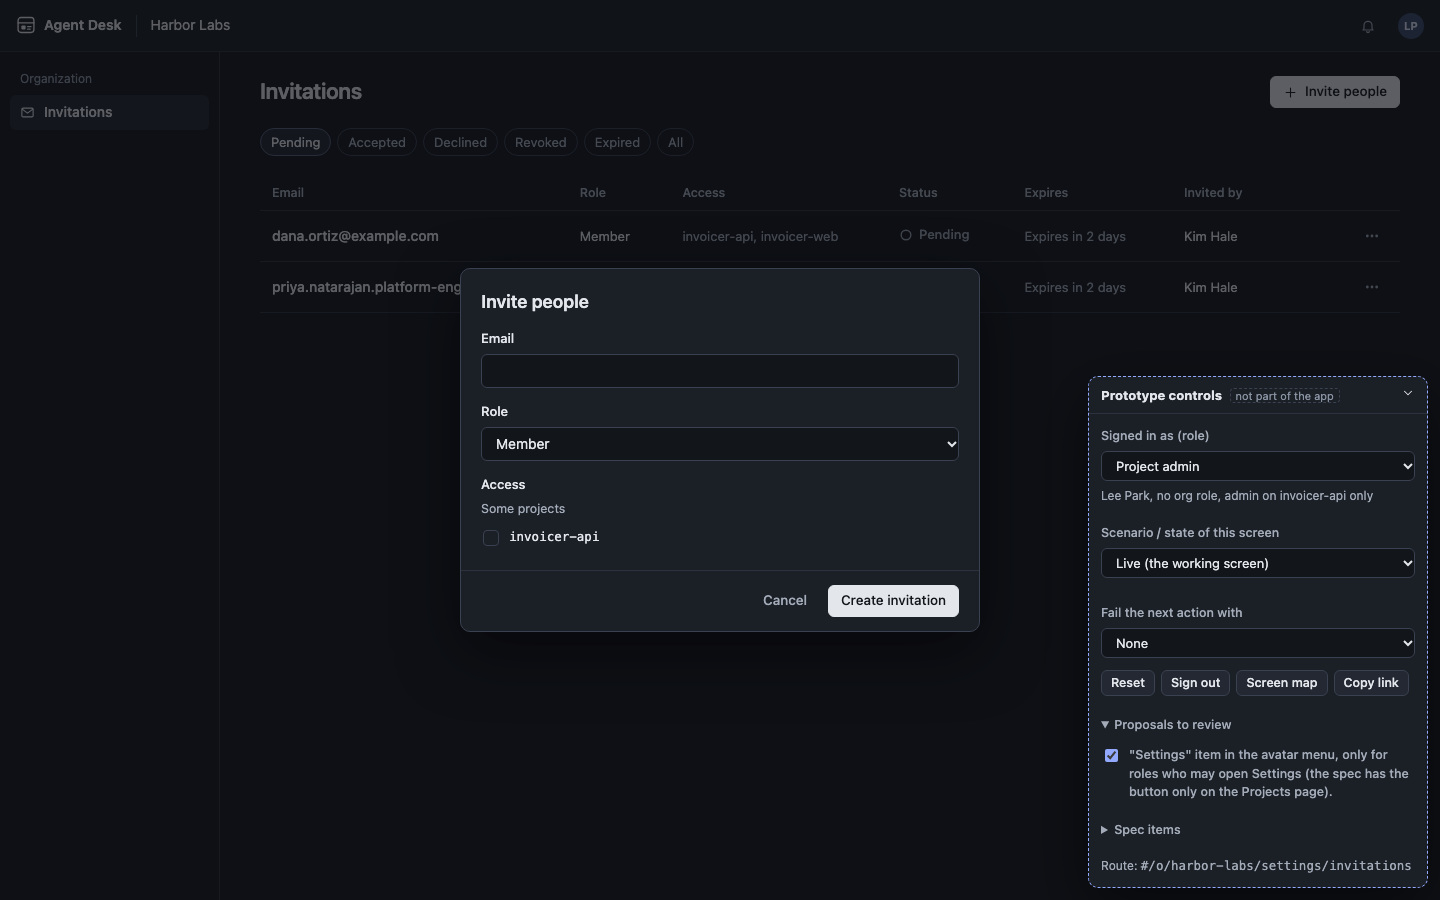 Agent Desk
Harbor Labs
LP
Organization
Invitations
Invitations
Invite people
Pending
Accepted
Declined
Revoked
Expired
All
Email Role Access Status Expires Invited by
dana.ortiz@example.com Member invoicer-api, invoicer-web Pending Expires in 2 days Kim Hale
priya.natarajan.platform-eng Expires in 2 days Kim Hale
Invite people
Email
Role
Member
Access
Some projects
invoicer-api
Cancel
Create invitation
Prototype controls not part of the app
Signed in as (role)
Project admin
Lee Park, no org role, admin on invoicer-api only
Scenario / state of this screen
Live (the working screen)
Fail the next action with
None
Reset
Sign out
Screen map
Copy link
Proposals to review
"Settings" item in the avatar menu, only for
roles who may open Settings (the spec has the
button only on the Projects page).
Spec items
Route: #/o/harbor-labs/settings/invitations